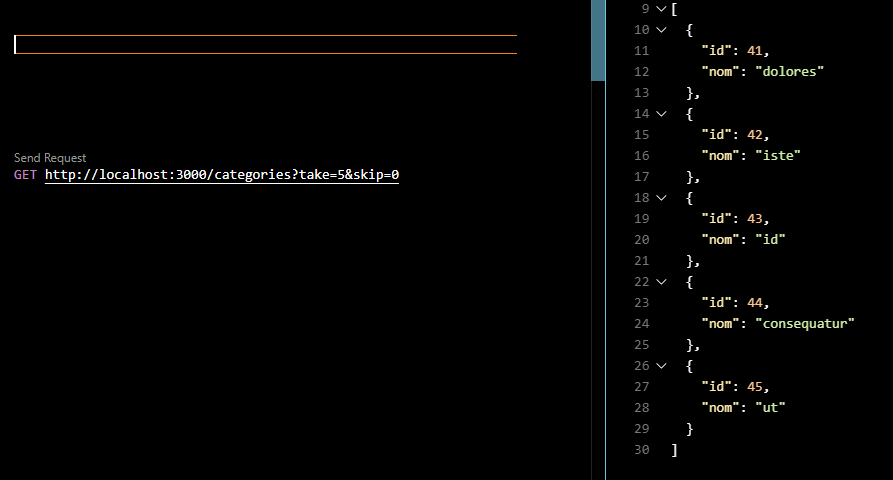 Send Request
GET http://localhost:3000/categories?take=5&skip=0
9 [
10 {
11 "id": 41,
12 "nom": "dolores"
13 },
14 {
15 "id": 42,
16 "nom": "iste"
17 },
18 {
19 "id": 43,
20 "nom": "id"
21 },
22 {
23 "id": 44,
24 "nom": "consequatur"
25 },
26 {
27 "id": 45,
28 "nom": "ut"
29 }
30 ]